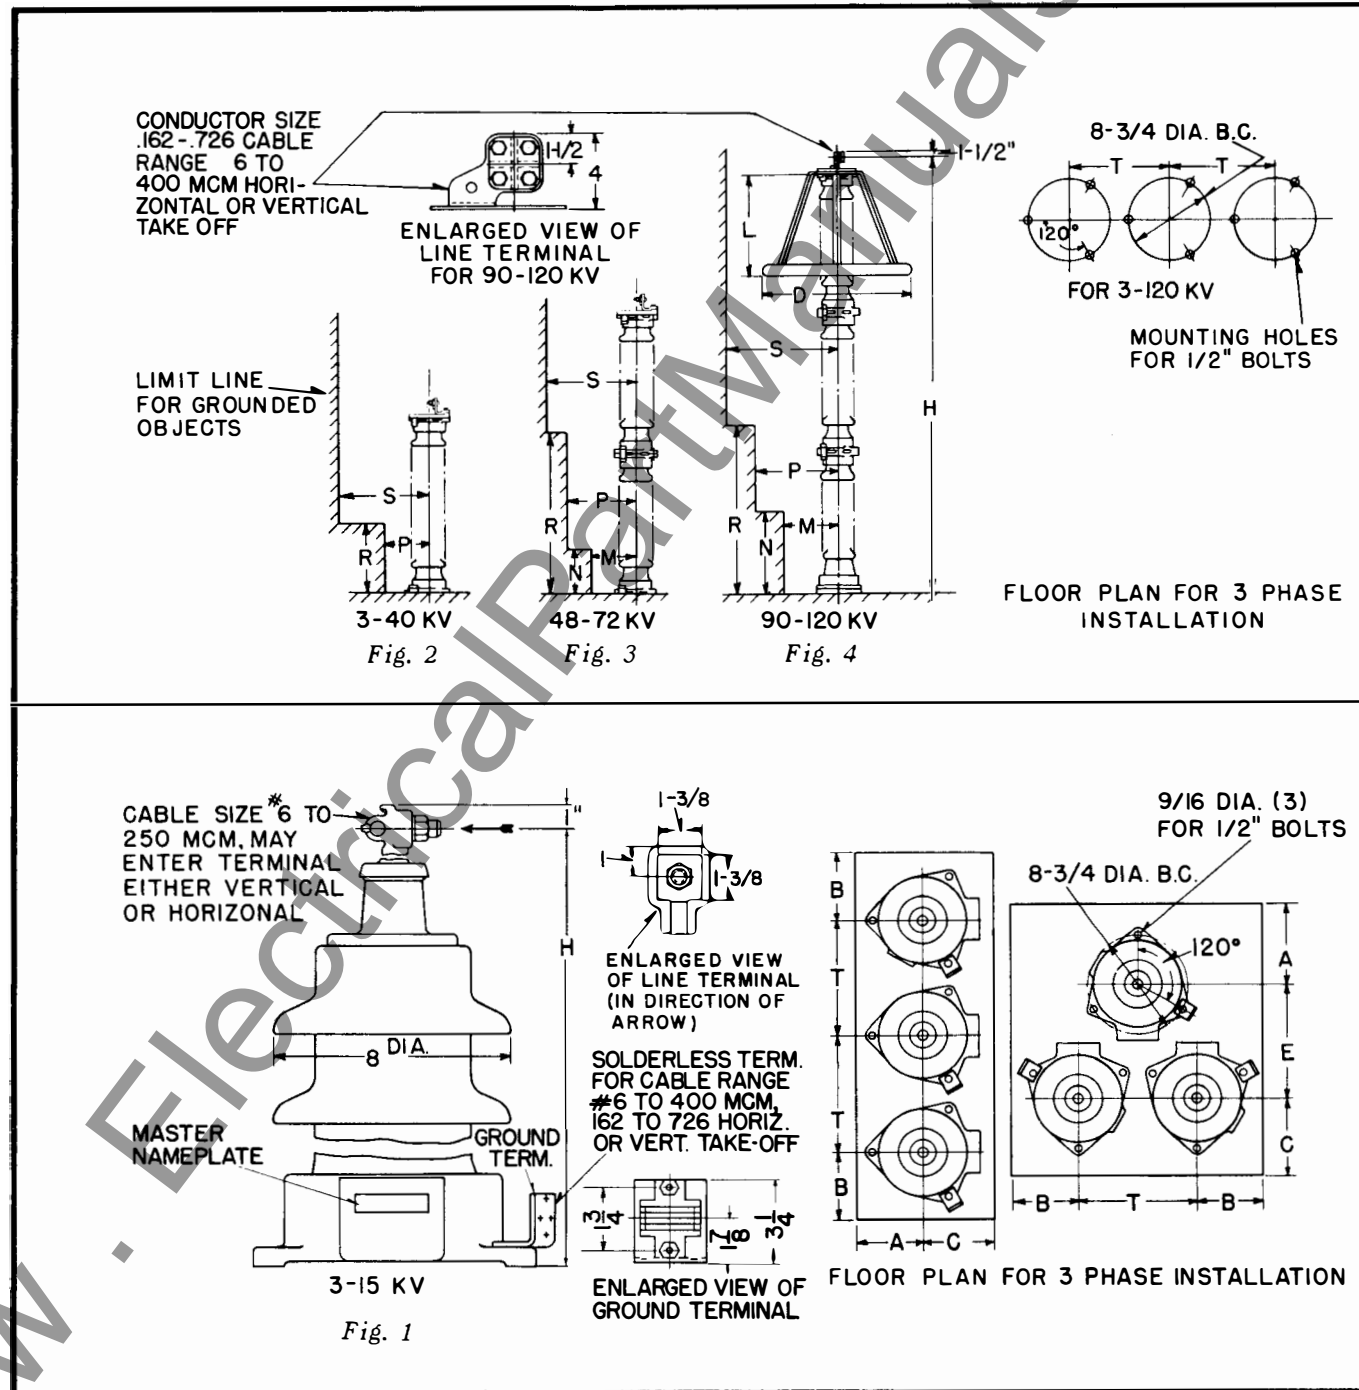 CONDUCTOR SIZE
.162-.726 CABLE
RANGE 6 TO
400 MCM HORI-
ZONTAL OR VERTICAL
TAKE OFF
1-1/2
4
ENLARGED VIEW OF
LINE TERMINAL
FOR 90-120 KV
LIMIT LINE
FOR GROUNDED
OBJECTS
S
R
P
3-40 KV
Fig. 2
S
P
R
N
M
48-72 KV
Fig. 3
1-1/2"
L
D
S
H
P
R
N
M
90-120 KV
Fig. 4
8-3/4 DIA. B.C.
T
T
120°
FOR 3-120 KV
MOUNTING HOLES
FOR 1/2" BOLTS
FLOOR PLAN FOR 3 PHASE
INSTALLATION
CABLE SIZE #6 TO
250 MCM, MAY
ENTER TERMINAL
EITHER VERTICAL
OR HORIZONAL
1"
H
8 DIA.
MASTER
NAMEPLATE
GROUND
TERM.
3-15 KV
Fig. 1
1-3/8
1
1-3/8
ENLARGED VIEW
OF LINE TERMINAL
(IN DIRECTION OF
ARROW)
SOLDERLESS TERM.
FOR CABLE RANGE
#6 TO 400 MCM,
162 TO 726 HORIZ.
OR VERT. TAKE-OFF
1 3/4
1 7/8
3 1/4
ENLARGED VIEW OF
GROUND TERMINAL
B
T
T
B
A
C
9/16 DIA. (3)
FOR 1/2" BOLTS
8-3/4 DIA. B.C.
120°
A
E
C
B
T
B
FLOOR PLAN FOR 3 PHASE INSTALLATION
w . ElectricalPartManuals